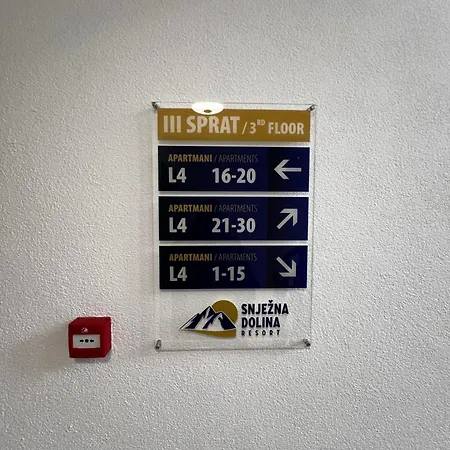 III SPRAT / 3RD FLOOR
APARTMANI / APARTMENTS
L4 16-20
APARTMANI / APARTMENTS
L4 21-30
APARTMANI / APARTMENTS
L4 1-15
SNJEŽNA
DOLINA
RESORT